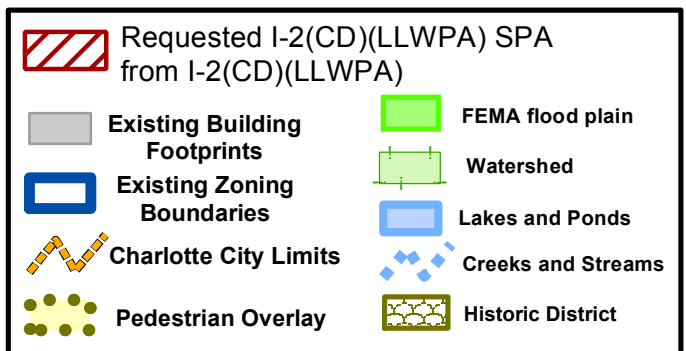 Requested I-2(CD)(LLWPA) SPA
from I-2(CD)(LLWPA)
Existing Building
Footprints
Existing Zoning
Boundaries
Charlotte City Limits
Pedestrian Overlay
FEMA flood plain
Watershed
Lakes and Ponds
Creeks and Streams
Historic District